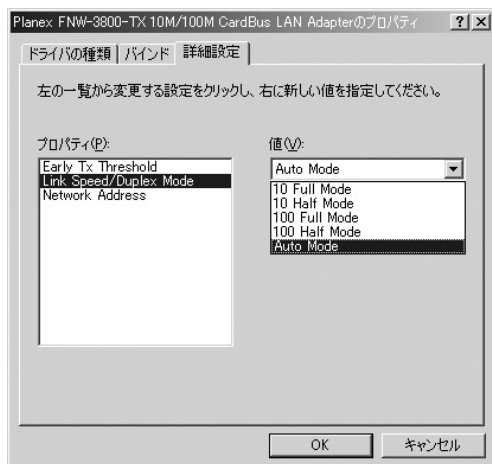 Planex FNW-3800-TX 10M/100M CardBus LAN Adapterのプロパティ ? ×
ドライバの種類 バインド 詳細設定
左の一覧から変更する設定をクリックし、右に新しい値を指定してください。
プロパティ(P): 値(V):
Early Tx Threshold
Link Speed/Duplex Mode
Network Address
Auto Mode
10 Full Mode
10 Half Mode
100 Full Mode
100 Half Mode
Auto Mode
OK キャンセル